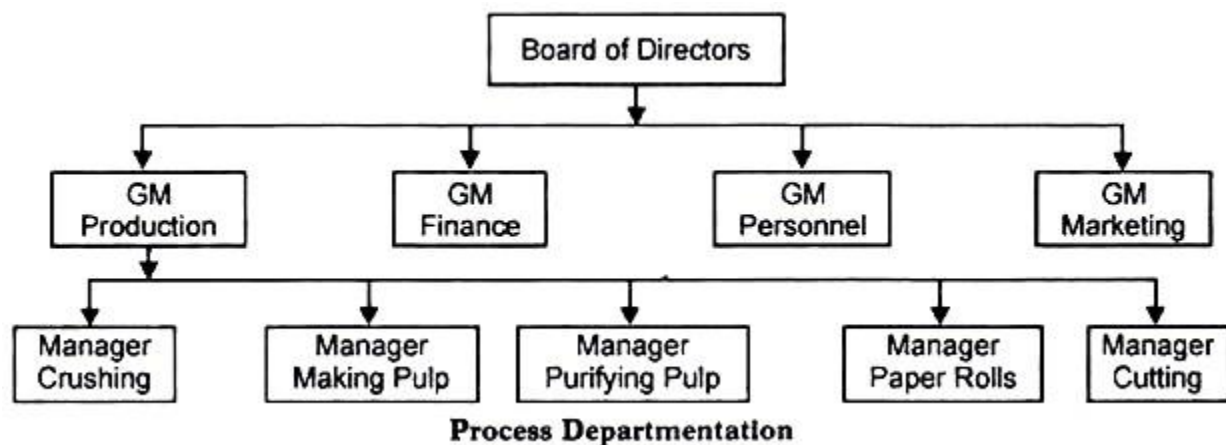 Board of Directors
GM
Production
GM
Finance
GM
Personnel
GM
Marketing
Manager
Crushing
Manager
Making Pulp
Manager
Purifying Pulp
Manager
Paper Rolls
Manager
Cutting
Process Departmentation